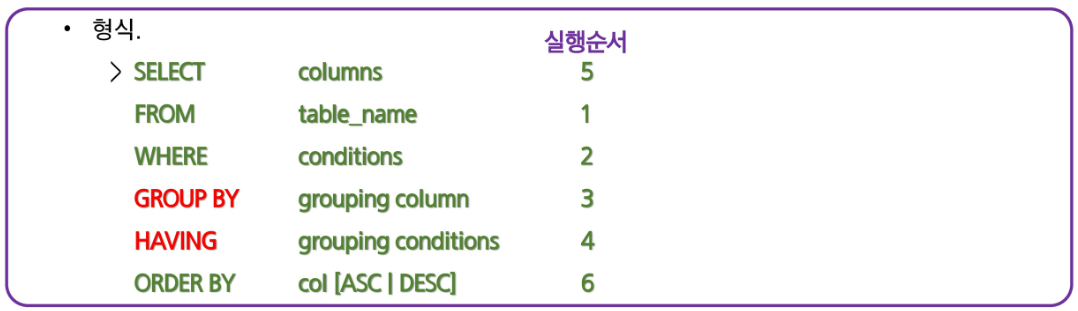 • 형식.
실행순서
> SELECT columns 5
FROM table_name 1
WHERE conditions 2
GROUP BY grouping column 3
HAVING grouping conditions 4
ORDER BY col [ASC | DESC] 6